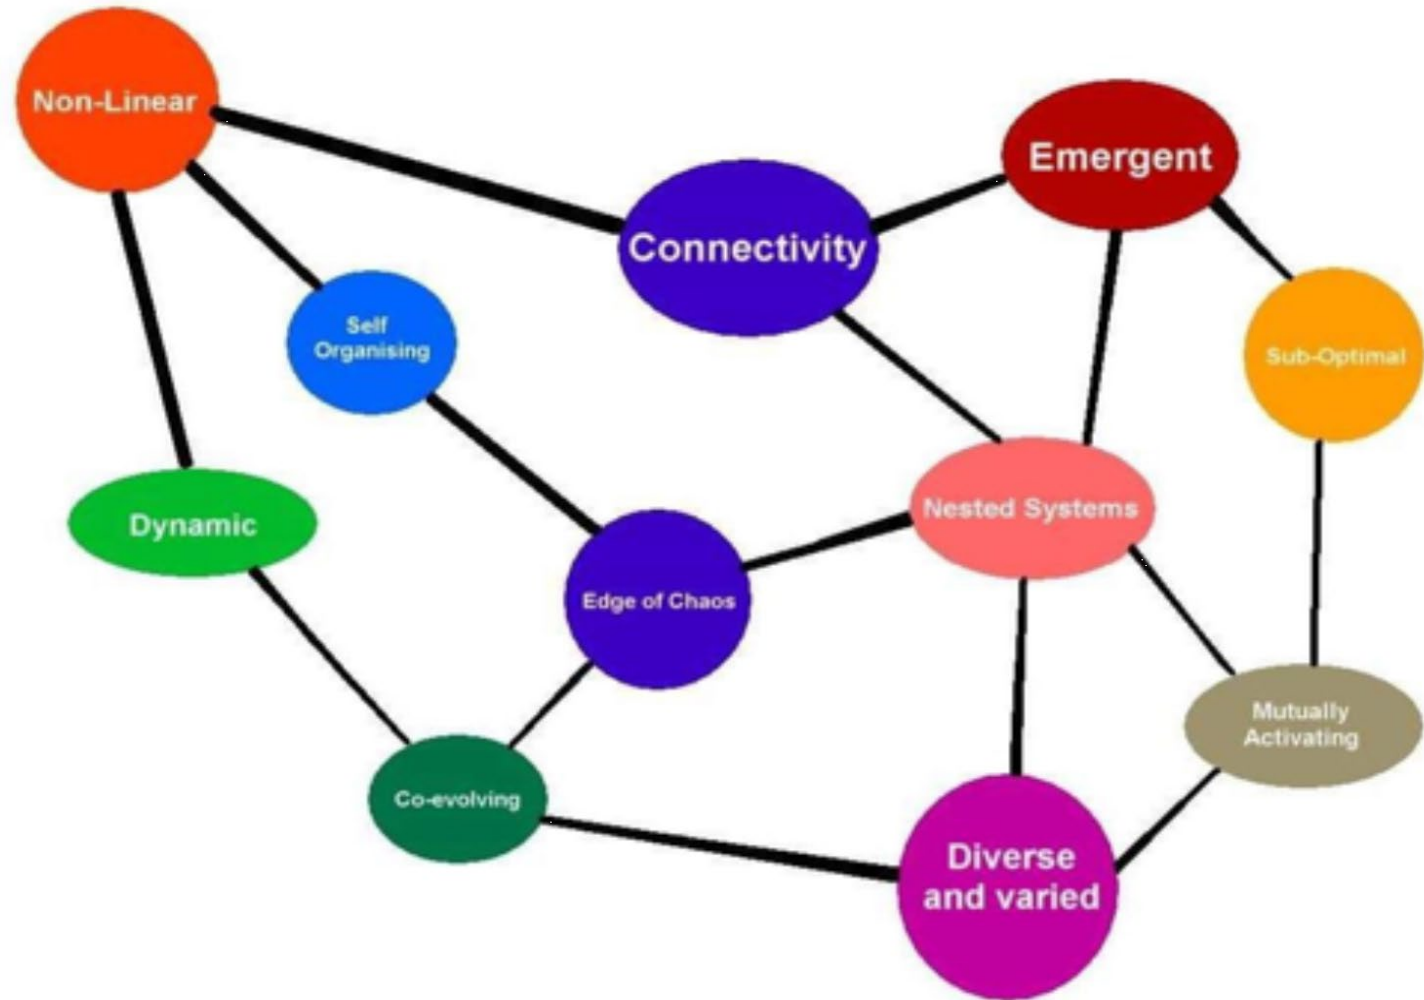 Non-Linear
Emergent
Connectivity
Self
Organising
Sub-Optimal
Nested Systems
Dynamic
Edge of Chaos
Mutually
Activating
Co-evolving
Diverse
and varied